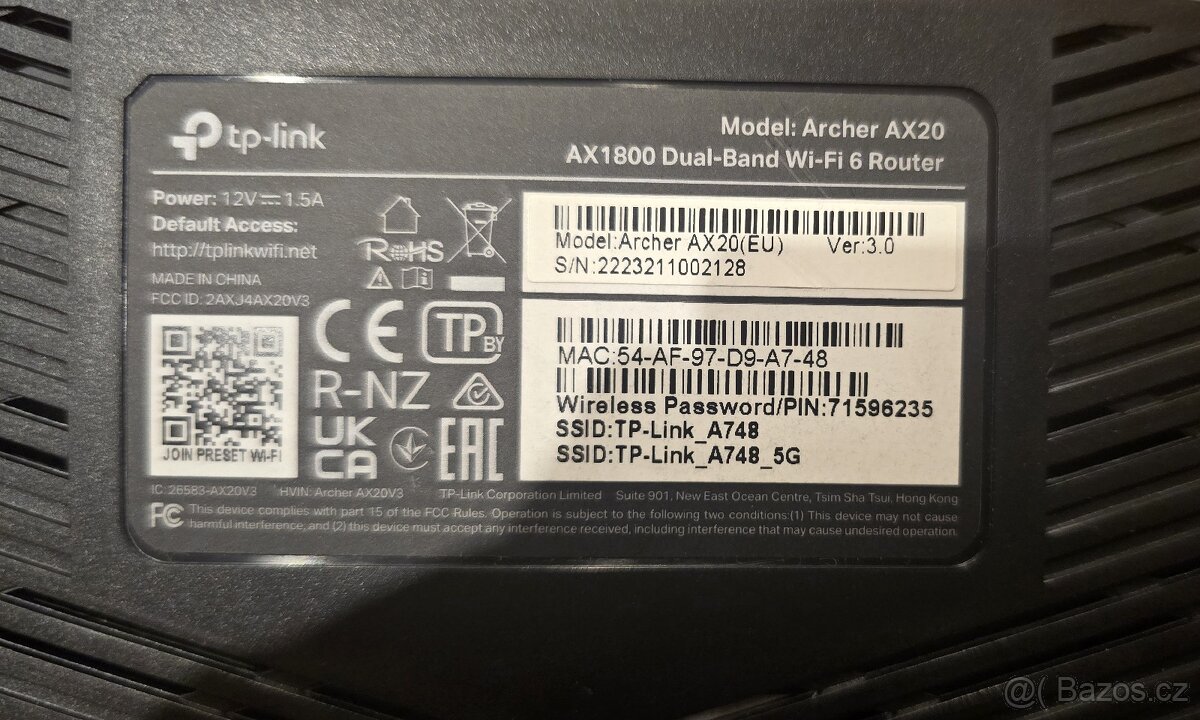 tp-link
Model: Archer AX20
AX1800 Dual-Band Wi-Fi 6 Router
Power: 12V⎓1.5A
Default Access:
http://tplinkwifi.net
MADE IN CHINA
FCC ID: 2AXJ4AX20V3
RoHS
Model:Archer AX20(EU) Ver:3.0
S/N:2223211002128
CE
TP BY
R-NZ
UK
CA
EAC
JOIN PRESET Wi-Fi
MAC:54-AF-97-D9-A7-48
Wireless Password/PIN:71596235
SSID:TP-Link_A748
SSID:TP-Link_A748_5G
IC: 26583-AX20V3 HVIN: Archer AX20V3 TP-Link Corporation Limited Suite 901, New East Ocean Centre, Tsim Sha Tsui, Hong Kong
FC This device complies with part 15 of the FCC Rules. Operation is subject to the following two conditions:(1) This device may not cause
harmful interference, and (2) this device must accept any interference received, including interference that may cause undesired operation.
@( Bazos.cz